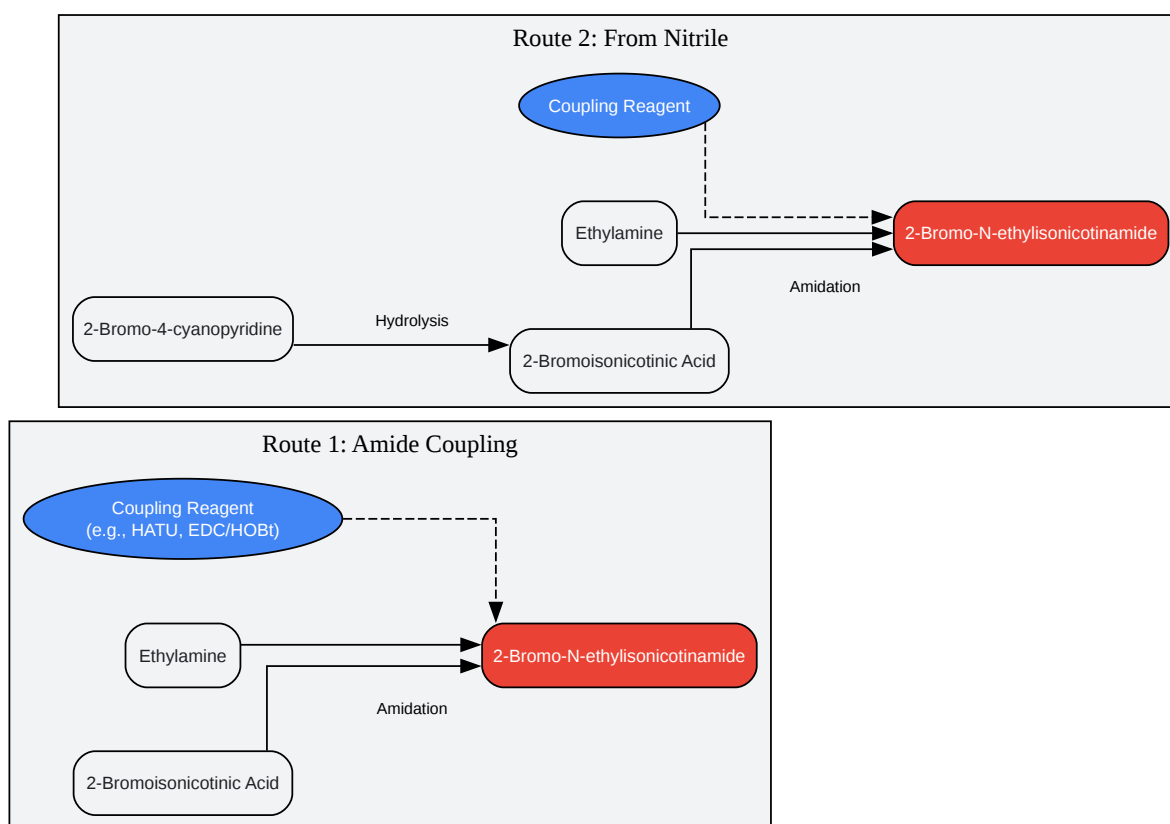 Route 2: From Nitrile
Coupling Reagent
Ethylamine
2-Bromo-N-ethylisonicotinamide
Amidation
2-Bromo-4-cyanopyridine
Hydrolysis
2-Bromoisonicotinic Acid
Route 1: Amide Coupling
Coupling Reagent
(e.g., HATU, EDC/HOBt)
Ethylamine
2-Bromo-N-ethylisonicotinamide
Amidation
2-Bromoisonicotinic Acid